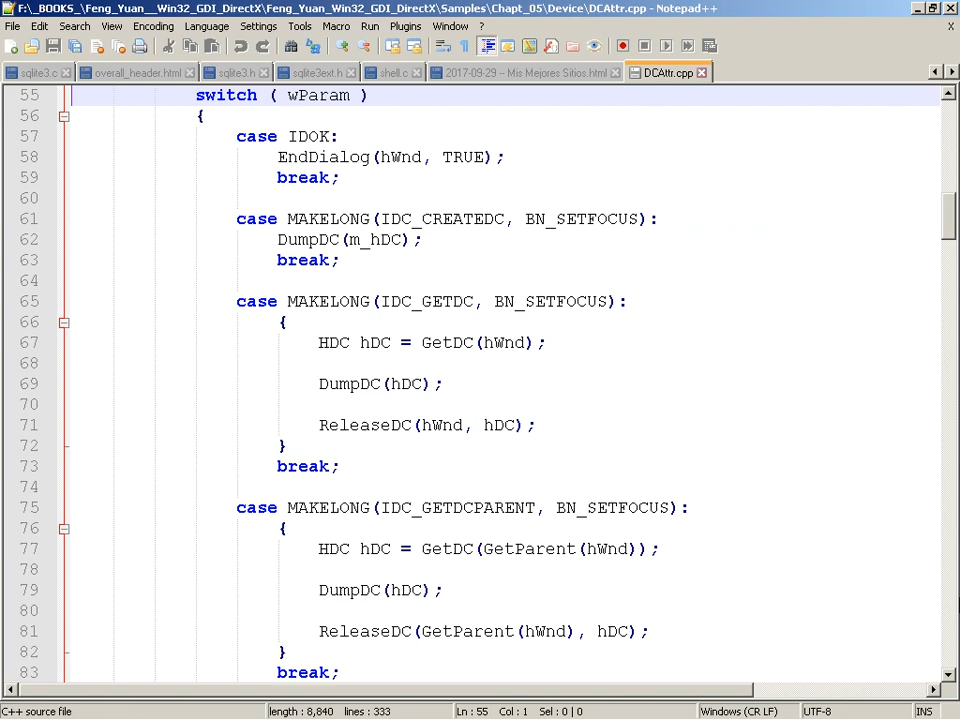 F:\_BOOKS_\Feng_Yuan__Win32_GDI_DirectX\Feng_Yuan_Win32_GDI_DirectX\Samples\Chapt_05\Device\DCAttr.cpp - Notepad++
File Edit Search View Encoding Language Settings Tools Macro Run Plugins Window ? X
sqlite3.c overall_header.html sqlite3.h sqlite3ext.h shell.c 2017-09-29 - Mis Mejores Sitios.html DCAttr.cpp
55 switch ( wParam )
56 {
57 case IDOK:
58 EndDialog(hWnd, TRUE);
59 break;
60
61 case MAKELONG(IDC_CREATEDC, BN_SETFOCUS):
62 DumpDC(m_hDC);
63 break;
64
65 case MAKELONG(IDC_GETDC, BN_SETFOCUS):
66 {
67 HDC hDC = GetDC(hWnd);
68
69 DumpDC(hDC);
70
71 ReleaseDC(hWnd, hDC);
72 }
73 break;
74
75 case MAKELONG(IDC_GETDCPARENT, BN_SETFOCUS):
76 {
77 HDC hDC = GetDC(GetParent(hWnd));
78
79 DumpDC(hDC);
80
81 ReleaseDC(GetParent(hWnd), hDC);
82 }
83 break;
C++ source file length : 8,840 lines : 333 Ln : 55 Col : 1 Sel : 0 | 0 Windows (CR LF) UTF-8 INS